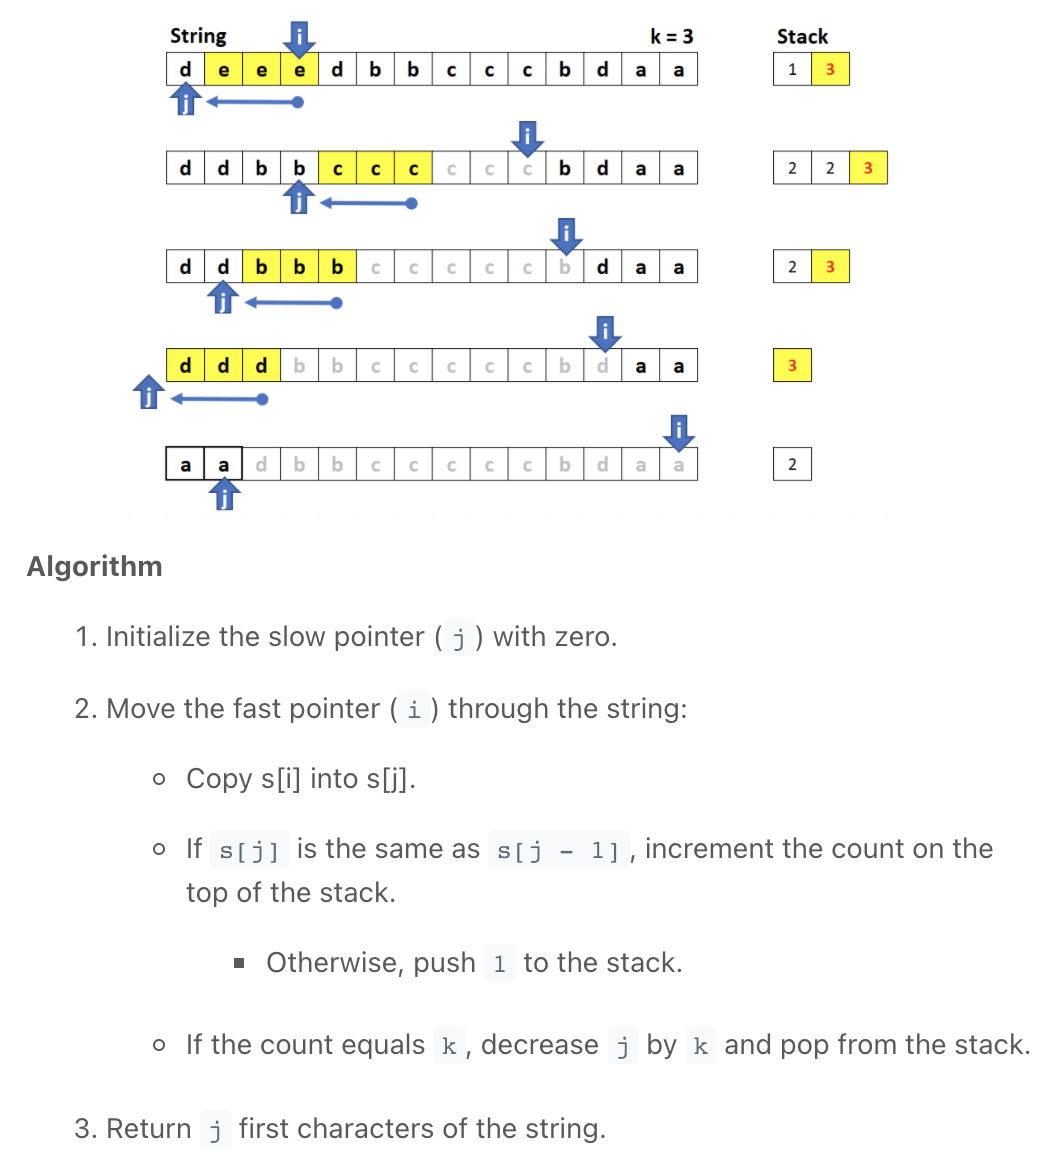 String i k = 3 Stack
d e e e d b b c c c b d a a 1 3
j
i
d d b b c c c c c c b d a a 2 2 3
j
i
d d b b b c c c c c b d a a 2 3
j
i
d d d b b c c c c c b d a a 3
j
i
a a d b b c c c c c b d a a 2
j
Algorithm
1. Initialize the slow pointer ( j ) with zero.
2. Move the fast pointer ( i ) through the string:
Copy s[i] into s[j].
If s[j] is the same as s[j - 1] , increment the count on the
top of the stack.
Otherwise, push 1 to the stack.
If the count equals k , decrease j by k and pop from the stack.
3. Return j first characters of the string.